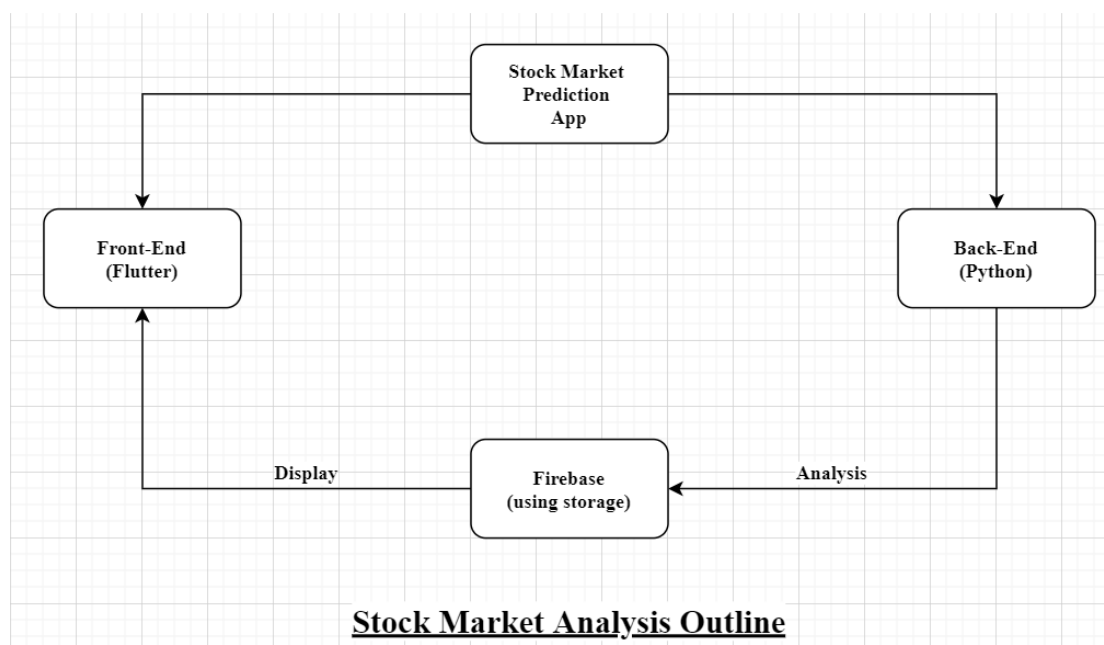 Stock Market
Prediction
App
Front-End
(Flutter)
Back-End
(Python)
Display
Firebase
(using storage)
Analysis
Stock Market Analysis Outline